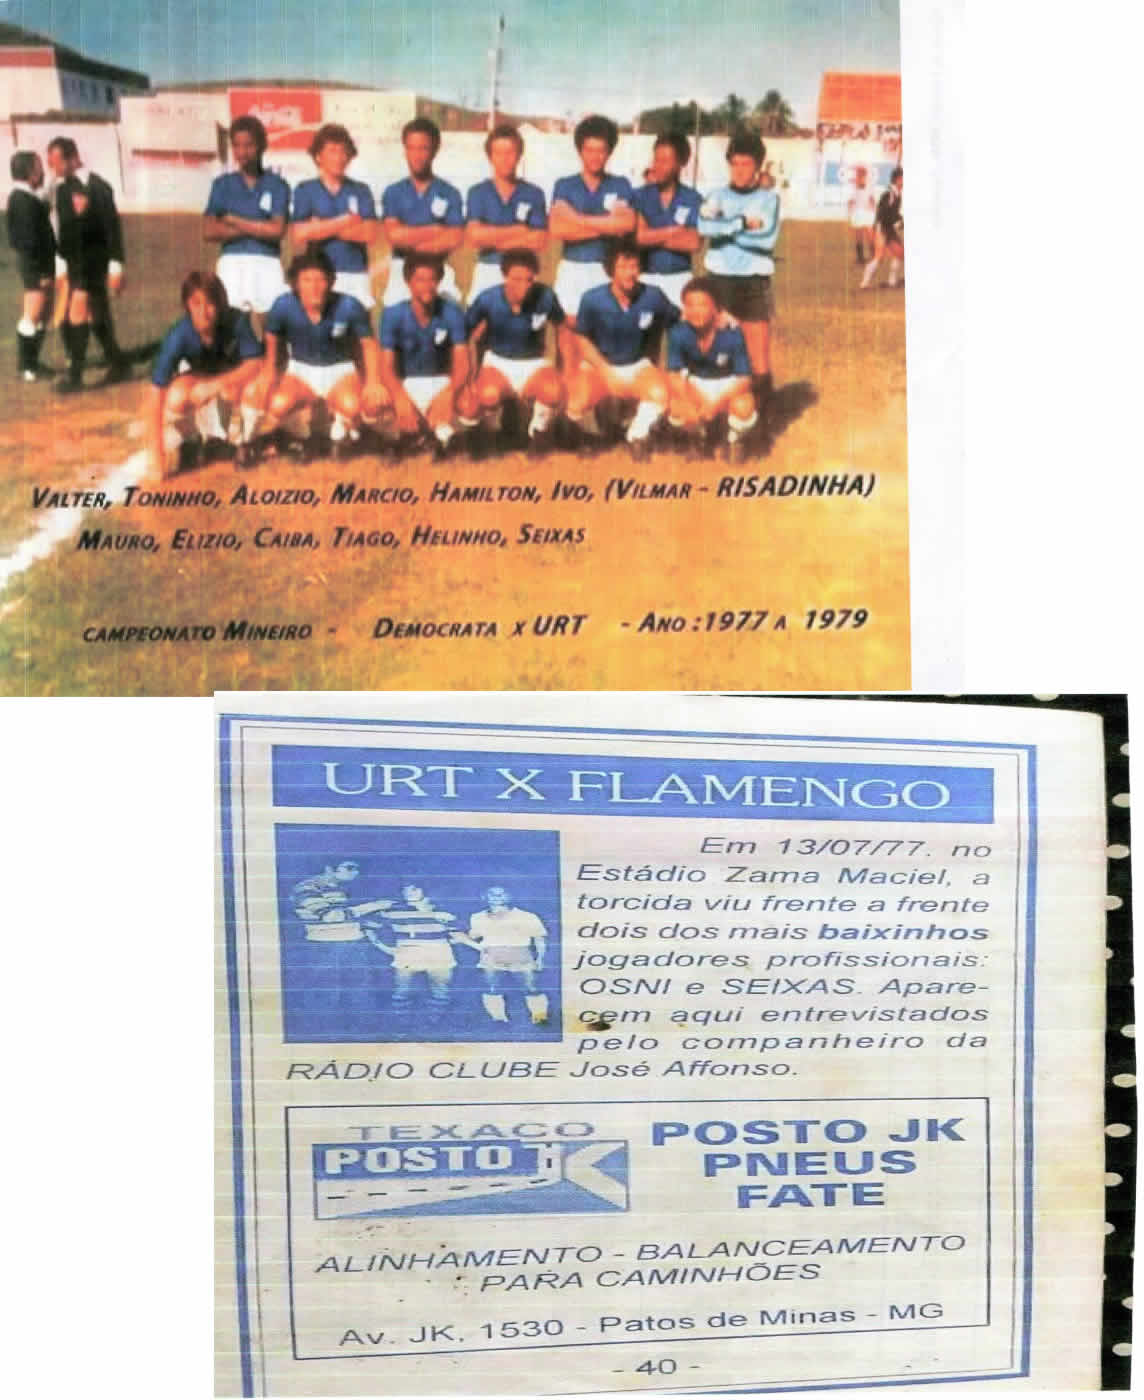 VALTER, TONINHO, ALOIZIO, MARCIO, HAMILTON, IVO, (VILMAR - RISADINHA)
MAURO, ELIZIO, CAIBA, TIAGO, HELINHO, SEIXAS
CAMPEONATO MINEIRO - DEMOCRATA X URT - ANO : 1977 A 1979
URT X FLAMENGO
Em 13/07/77. no
Estádio Zama Maciel, a
torcida viu frente a frente
dois dos mais baixinhos
jogadores profissionais:
OSNI e SEIXAS. Apare-
cem aqui entrevistados
pelo companheiro da
RÁDIO CLUBE José Affonso.
TEXACO
POSTO JK
POSTO JK
PNEUS
FATE
ALINHAMENTO - BALANCEAMENTO
PARA CAMINHÕES
Av. JK, 1530 - Patos de Minas - MG
- 40 -